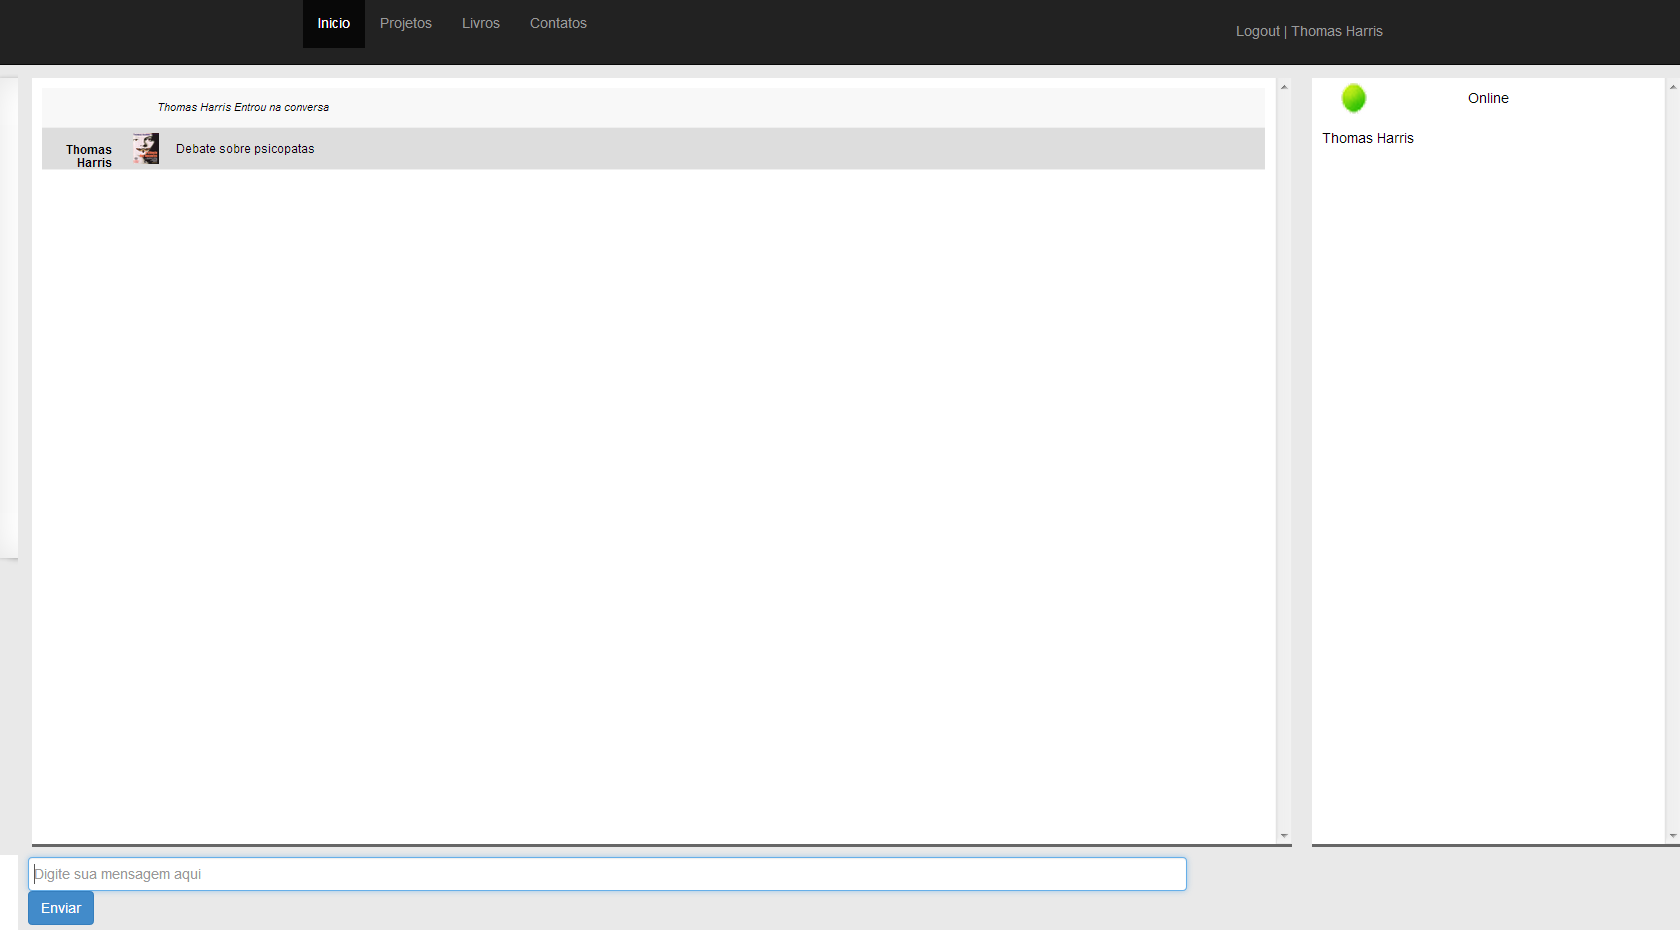 Inicio Projetos Livros Contatos
Logout | Thomas Harris
Thomas Harris Entrou na conversa
Thomas
Harris
Debate sobre psicopatas
Online
Thomas Harris
Digite sua mensagem aqui
Enviar